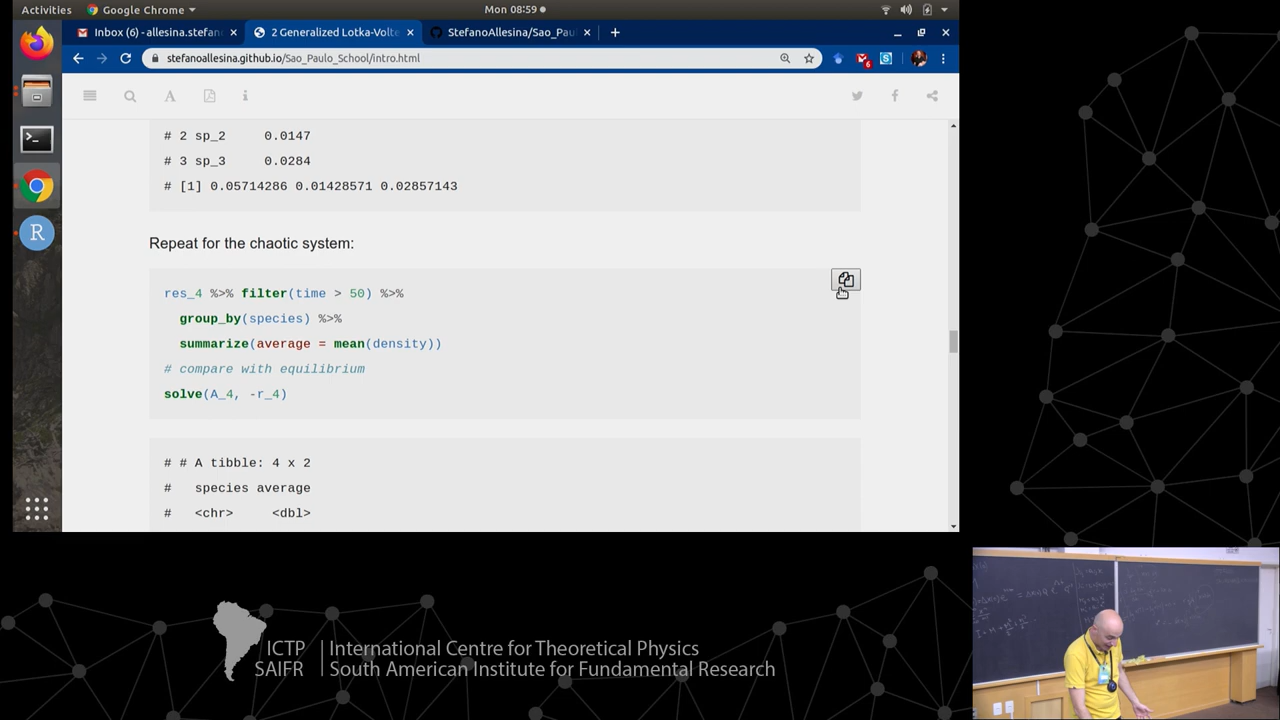 Activities
Google Chrome
Mon 08:59
Inbox (6) - allesina.stefan
2 Generalized Lotka-Volte
StefanoAllesina/Sao_Pau
stefanoallesina.github.io/Sao_Paulo_School/intro.html
6
# 2 sp_2     0.0147
# 3 sp_3     0.0284
# [1] 0.05714286 0.01428571 0.02857143
Repeat for the chaotic system:
res_4 %>% filter(time > 50) %>%
group_by(species) %>%
summarize(average = mean(density))
# compare with equilibrium
solve(A_4, -r_4)
# # A tibble: 4 x 2
#   species average
#   <chr>     <dbl>
ICTP
SAIFR
International Centre for Theoretical Physics
South American Institute for Fundamental Research